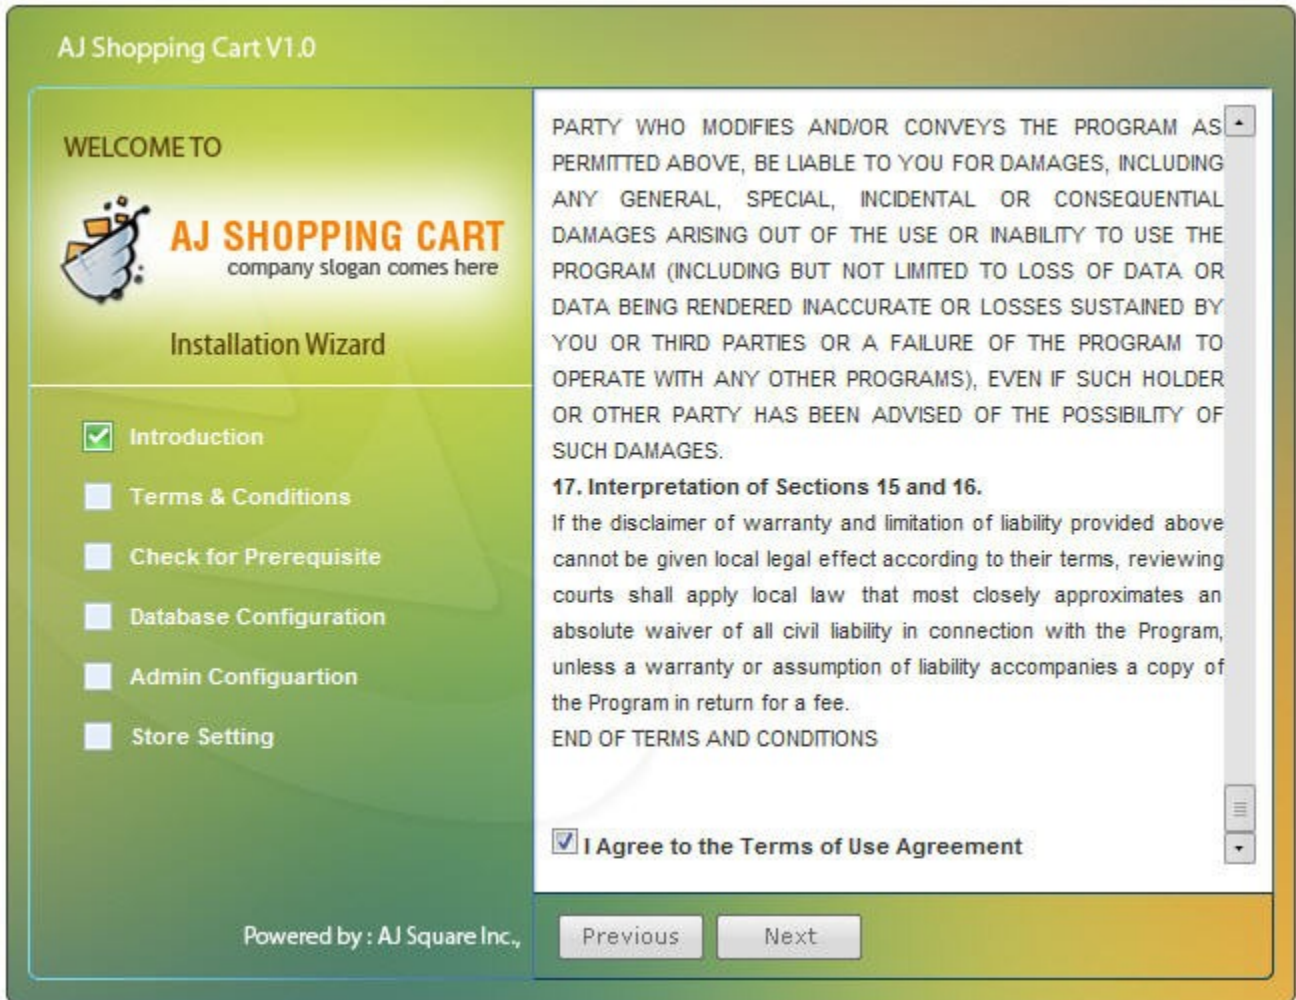 AJ Shopping Cart V1.0
WELCOME TO
AJ SHOPPING CART
company slogan comes here
Installation Wizard
Introduction
Terms & Conditions
Check for Prerequisite
Database Configuration
Admin Configuartion
Store Setting
Powered by : AJ Square Inc.,
PARTY WHO MODIFIES AND/OR CONVEYS THE PROGRAM AS
PERMITTED ABOVE, BE LIABLE TO YOU FOR DAMAGES, INCLUDING
ANY GENERAL, SPECIAL, INCIDENTAL OR CONSEQUENTIAL
DAMAGES ARISING OUT OF THE USE OR INABILITY TO USE THE
PROGRAM (INCLUDING BUT NOT LIMITED TO LOSS OF DATA OR
DATA BEING RENDERED INACCURATE OR LOSSES SUSTAINED BY
YOU OR THIRD PARTIES OR A FAILURE OF THE PROGRAM TO
OPERATE WITH ANY OTHER PROGRAMS), EVEN IF SUCH HOLDER
OR OTHER PARTY HAS BEEN ADVISED OF THE POSSIBILITY OF
SUCH DAMAGES.
17. Interpretation of Sections 15 and 16.
If the disclaimer of warranty and limitation of liability provided above
cannot be given local legal effect according to their terms, reviewing
courts shall apply local law that most closely approximates an
absolute waiver of all civil liability in connection with the Program,
unless a warranty or assumption of liability accompanies a copy of
the Program in return for a fee.
END OF TERMS AND CONDITIONS
I Agree to the Terms of Use Agreement
Previous
Next